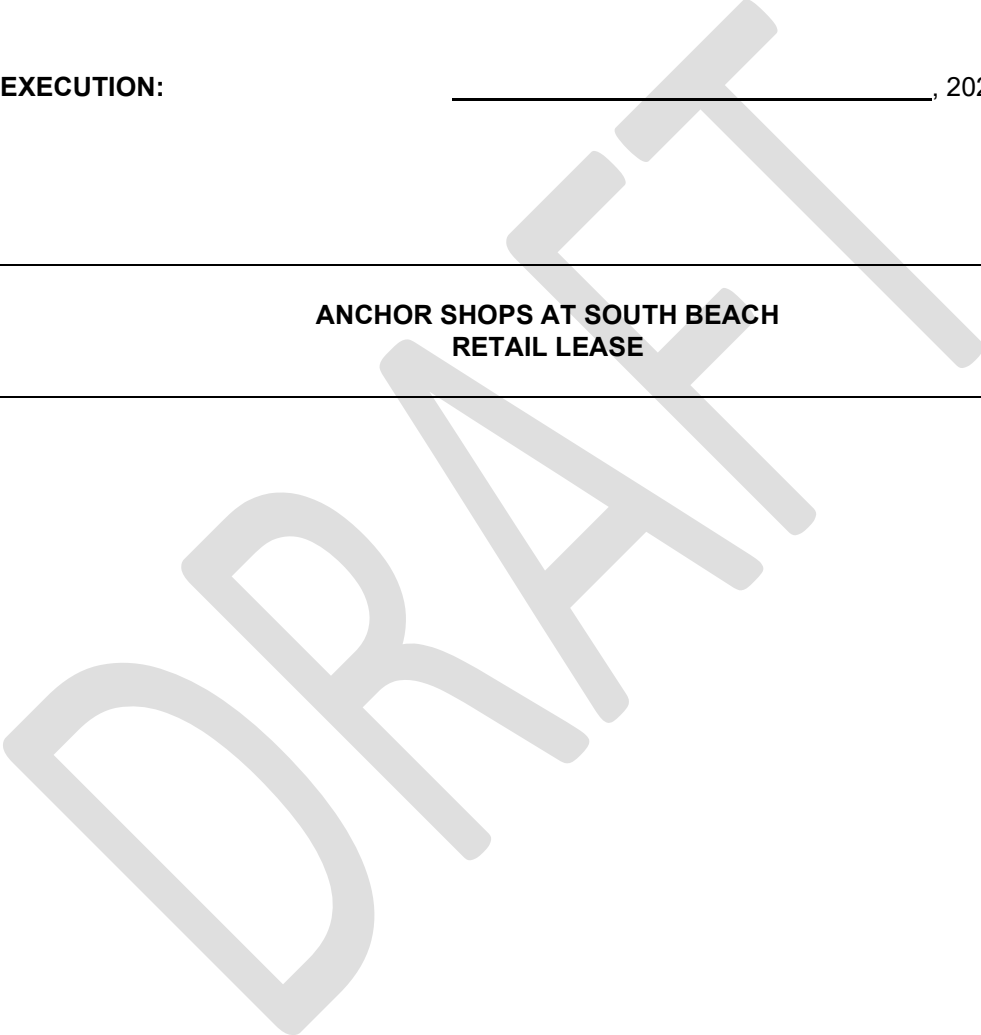 EXECUTION: , 202
ANCHOR SHOPS AT SOUTH BEACH
RETAIL LEASE
DRAFT